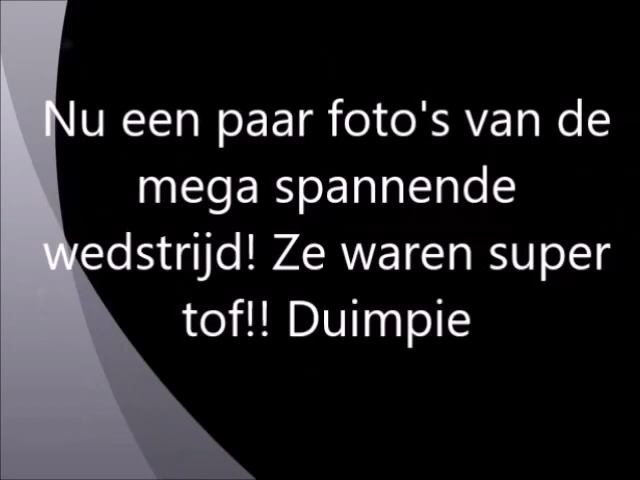 Nu een paar foto's van de
mega spannende
wedstrijd! Ze waren super
tof!! Duimpie